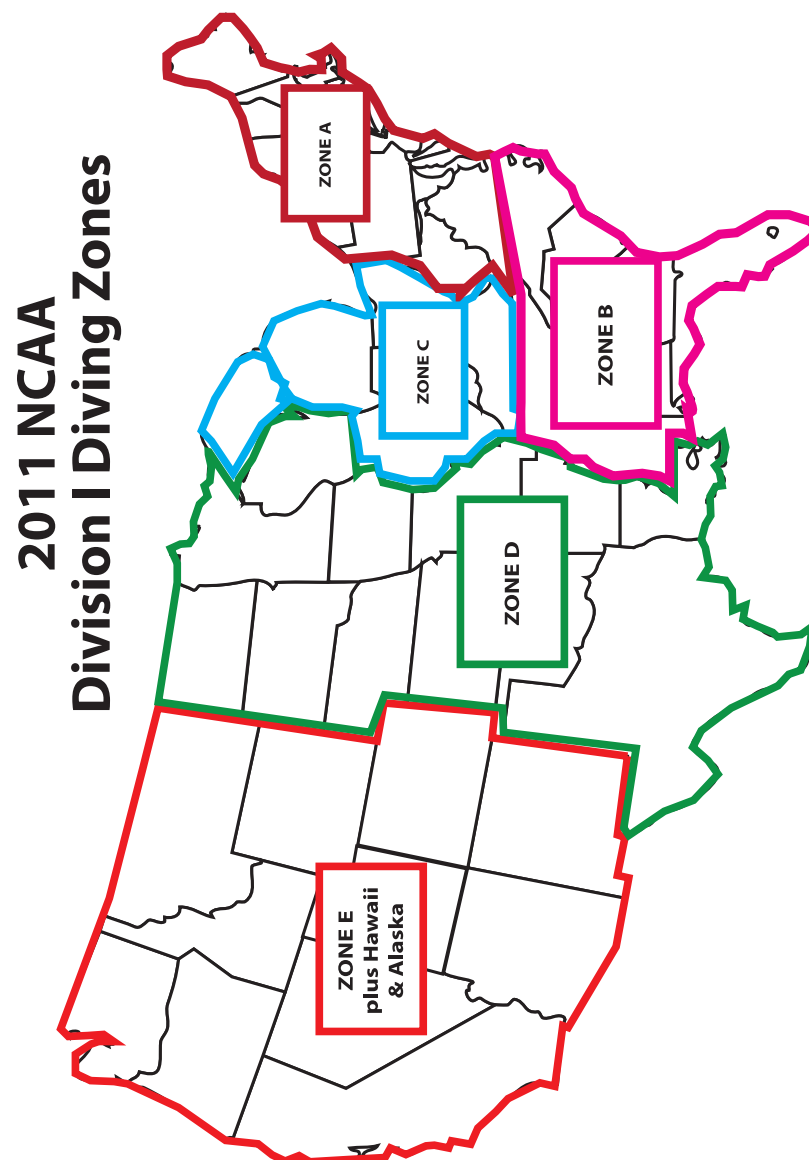 2011 NCAA
Division I Diving Zones
ZONE A
ZONE B
ZONE C
ZONE D
ZONE E
plus Hawaii
& Alaska